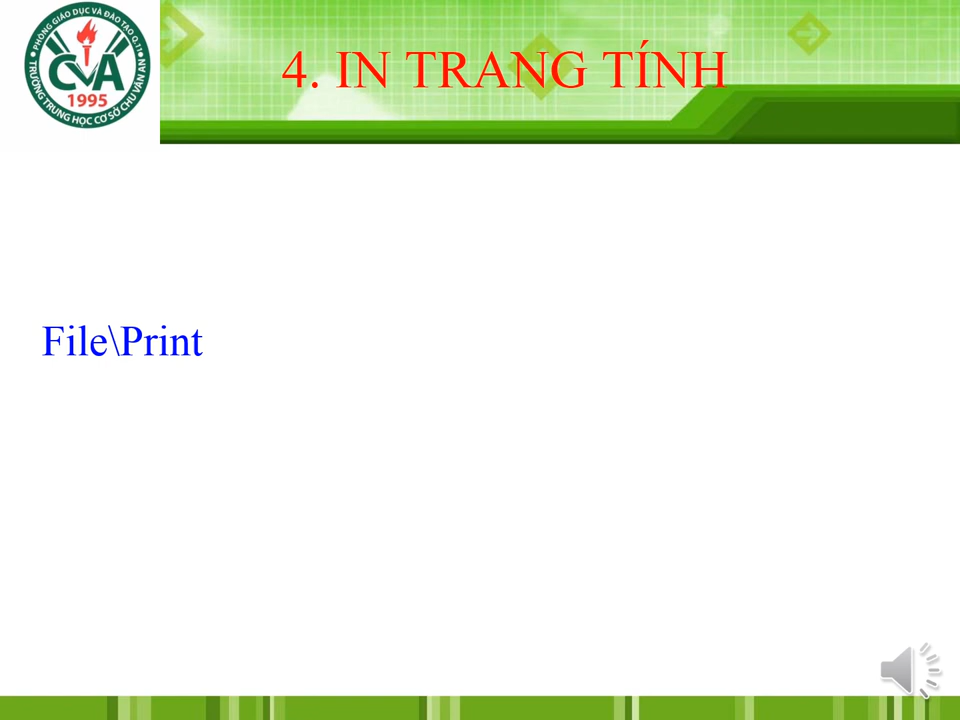 PHÒNG GIÁO DỤC VÀ ĐÀO TẠO Q.11
CVA
1995
TRƯỜNG TRUNG HỌC CƠ SỞ CHU VĂN AN
4. IN TRANG TÍNH
File\Print